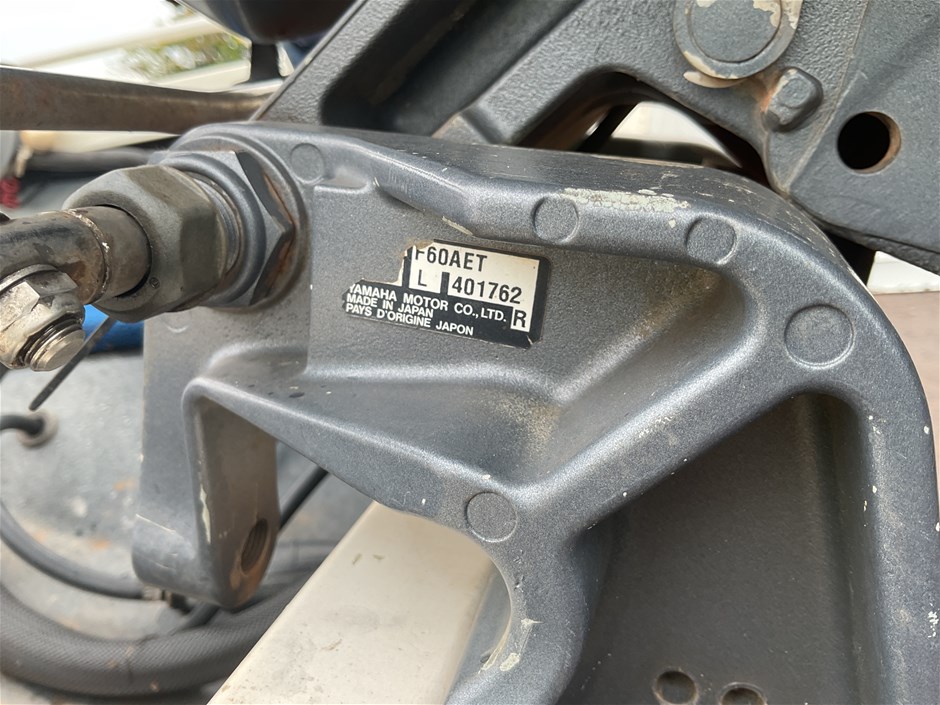 F60AET
L 401762
YAMAHA MOTOR CO., LTD. R
MADE IN JAPAN
PAYS D'ORIGINE JAPON